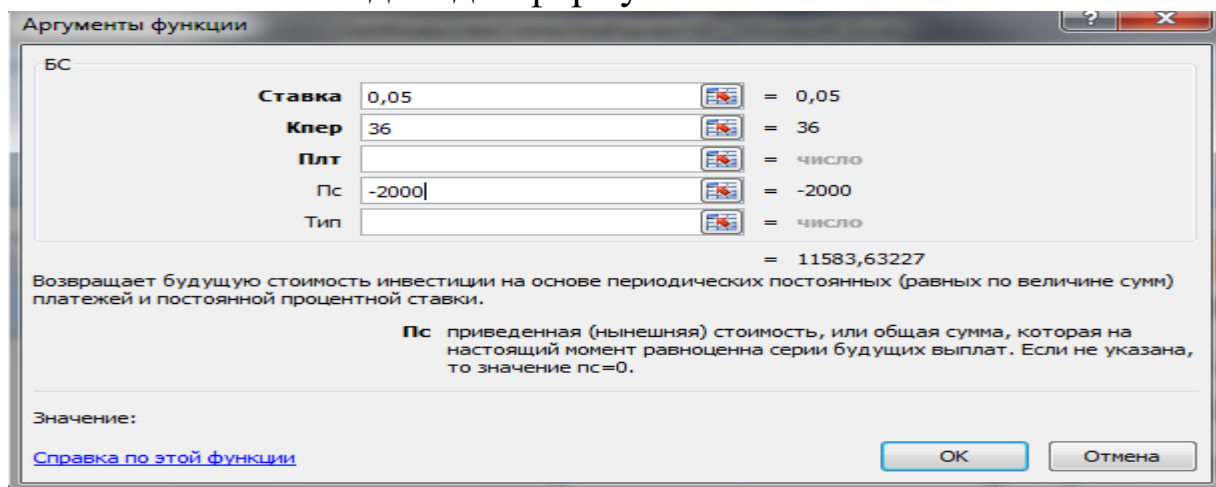 Аргументы функции
БС
Ставка 0,05 = 0,05
Кпер 36 = 36
Плт = число
Пс -2000 = -2000
Тип = число
= 11583,63227
Возвращает будущую стоимость инвестиции на основе периодических постоянных (равных по величине сумм)
платежей и постоянной процентной ставки.
Пс приведенная (нынешняя) стоимость, или общая сумма, которая на
настоящий момент равноценна серии будущих выплат. Если не указана,
то значение пс=0.
Значение:
Справка по этой функции
ОК Отмена